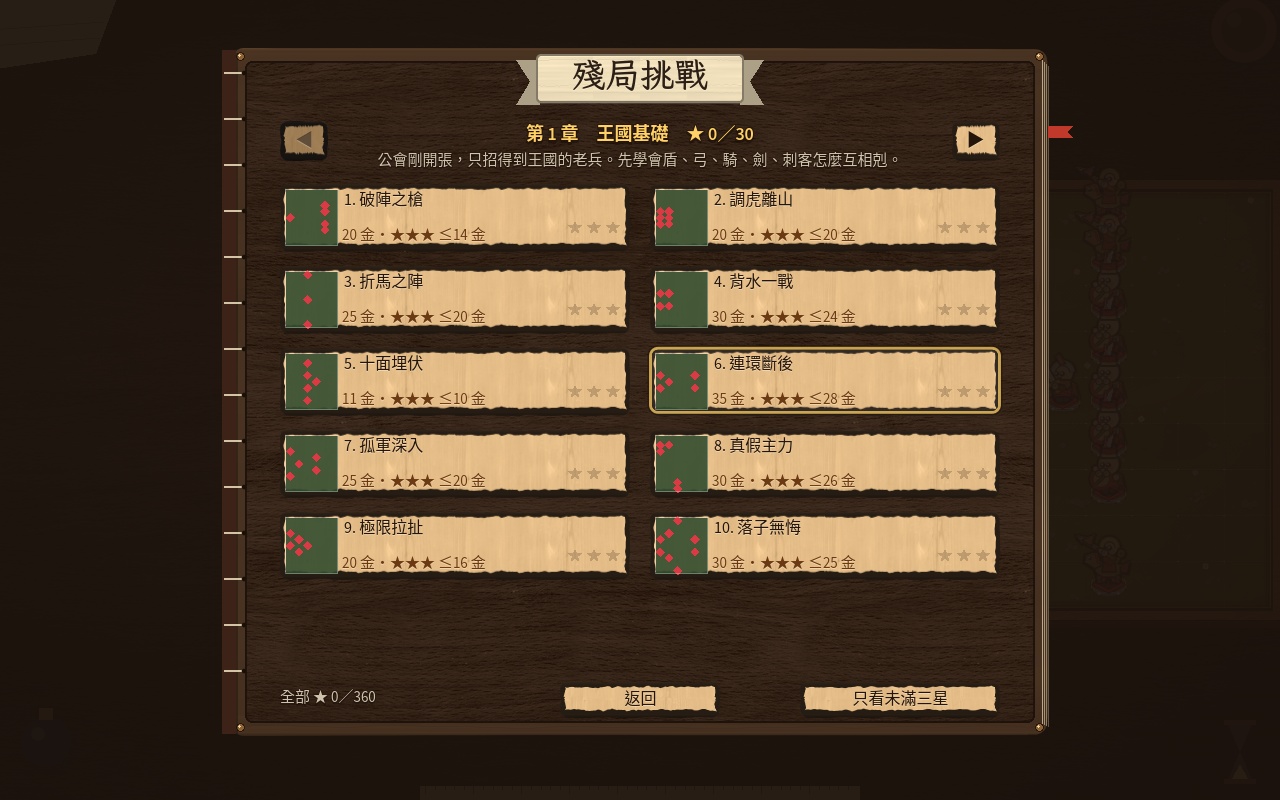 殘局挑戰
第 1 章　王國基礎　★ 0／30
公會剛開張，只招得到王國的老兵。先學會盾、弓、騎、劍、刺客怎麼互相剋。
1. 破陣之槍
20 金・★★★ ≤14 金
2. 調虎離山
20 金・★★★ ≤20 金
3. 折馬之陣
25 金・★★★ ≤20 金
4. 背水一戰
30 金・★★★ ≤24 金
5. 十面埋伏
11 金・★★★ ≤10 金
6. 連環斷後
35 金・★★★ ≤28 金
7. 孤軍深入
25 金・★★★ ≤20 金
8. 真假主力
30 金・★★★ ≤26 金
9. 極限拉扯
20 金・★★★ ≤16 金
10. 落子無悔
30 金・★★★ ≤25 金
全部 ★ 0／360
返回
只看未滿三星